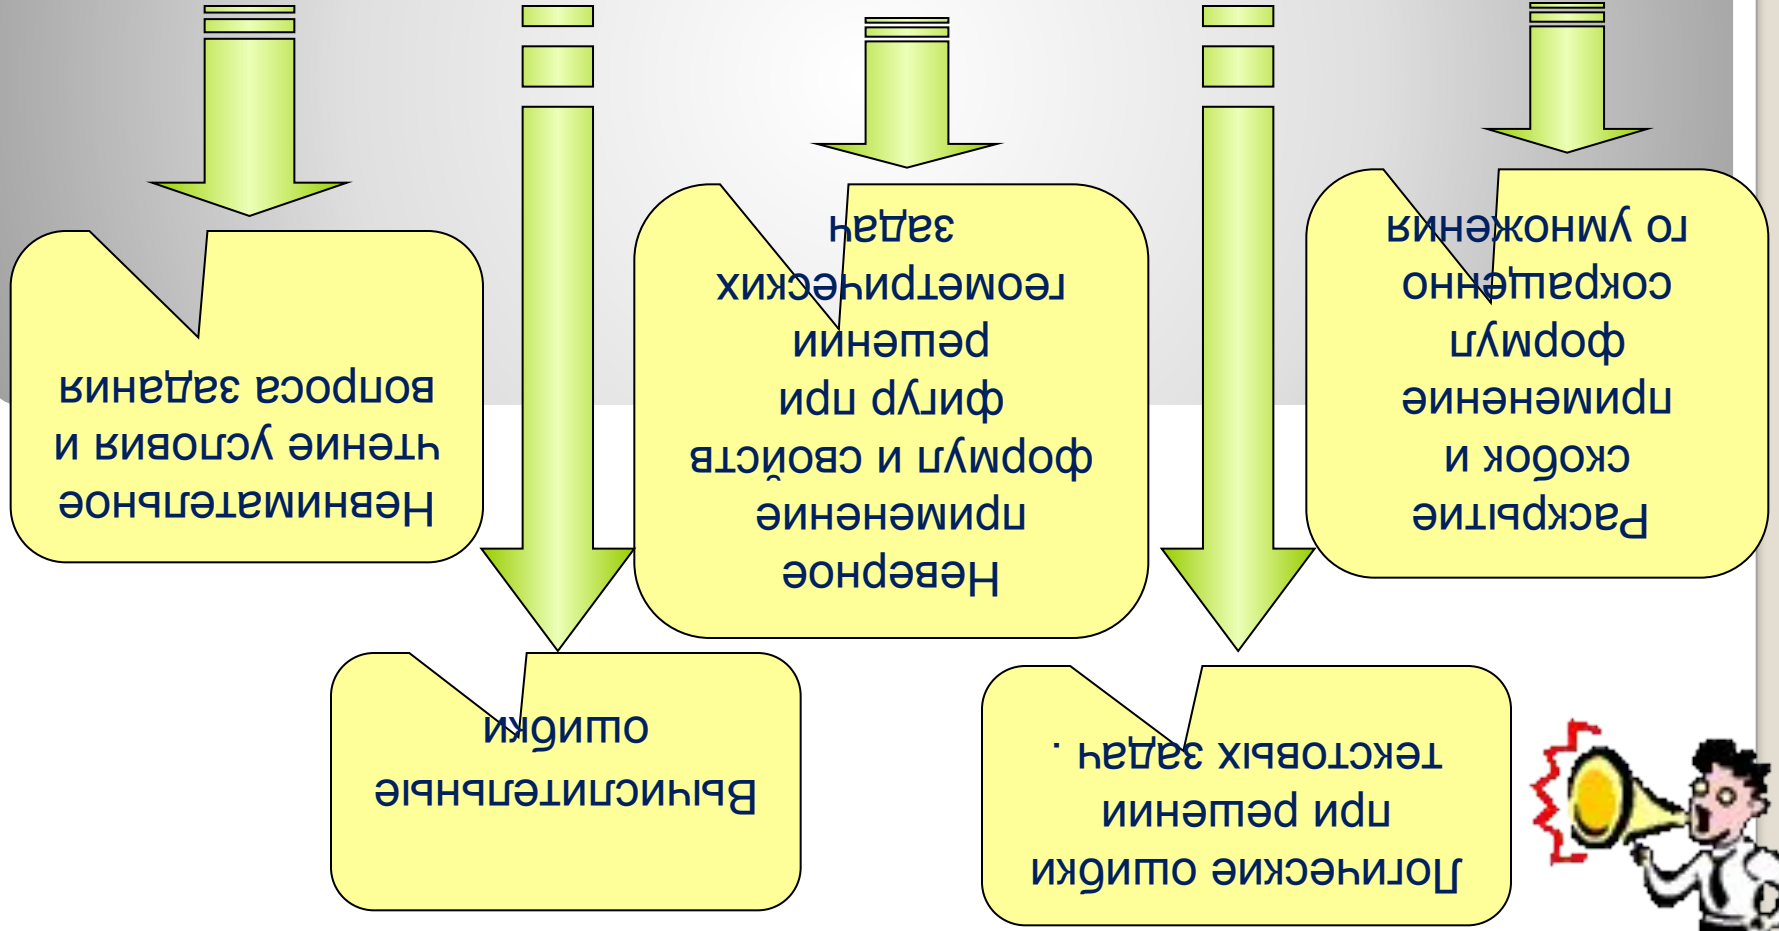 Невнимательное
чтение условия и
вопроса задания
Неверное
применение
формул и свойств
фигур при
решении
геометрических
задач
Раскрытие
скобок и
применение
формул
сокращенно
го умножения
Вычислительные
ошибки
Логические ошибки
при решении
текстовых задач .